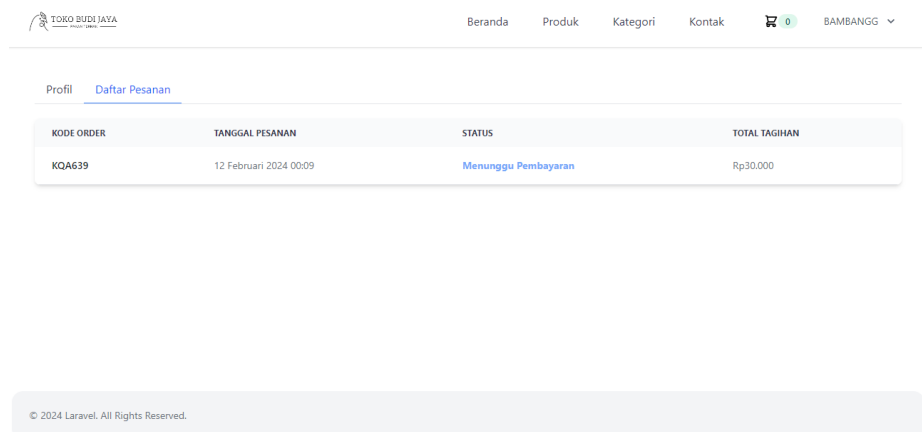 TOKO BUDI JAYA
Beranda Produk Kategori Kontak 0 BAMBANGG
Profil Daftar Pesanan
KODE ORDER TANGGAL PESANAN STATUS TOTAL TAGIHAN
KQA639 12 Februari 2024 00:09 Menunggu Pembayaran Rp30.000
© 2024 Laravel. All Rights Reserved.